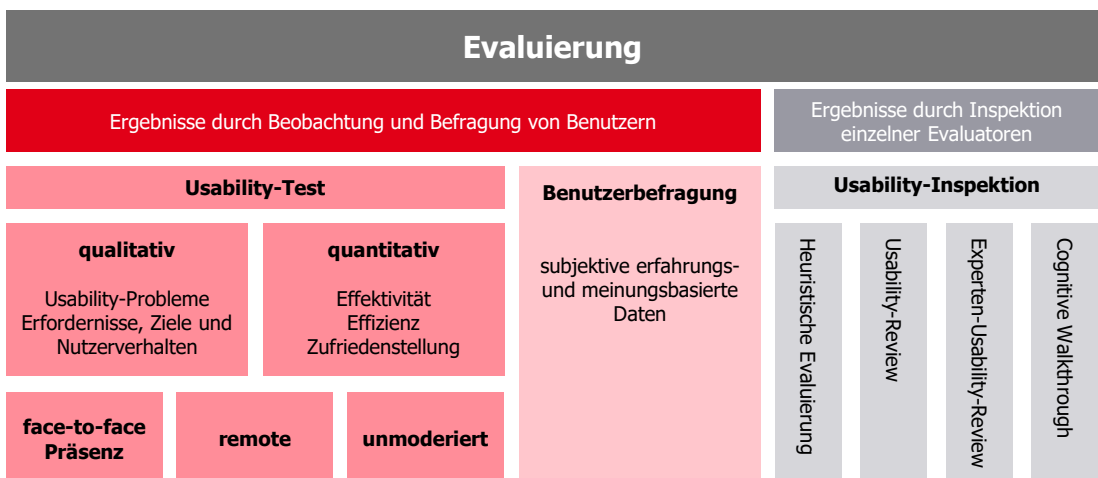 Evaluierung
Ergebnisse durch Beobachtung und Befragung von Benutzern
Ergebnisse durch Inspektion
einzelner Evaluatoren
Usability-Test
qualitativ
Usability-Probleme
Erfordernisse, Ziele und
Nutzerverhalten
quantitativ
Effektivität
Effizienz
Zufriedenstellung
face-to-face
Präsenz
remote
unmoderiert
Benutzerbefragung
subjektive erfahrungs-
und meinungsbasierte
Daten
Usability-Inspektion
Heuristische Evaluierung
Usability-Review
Experten-Usability-Review
Cognitive Walkthrough